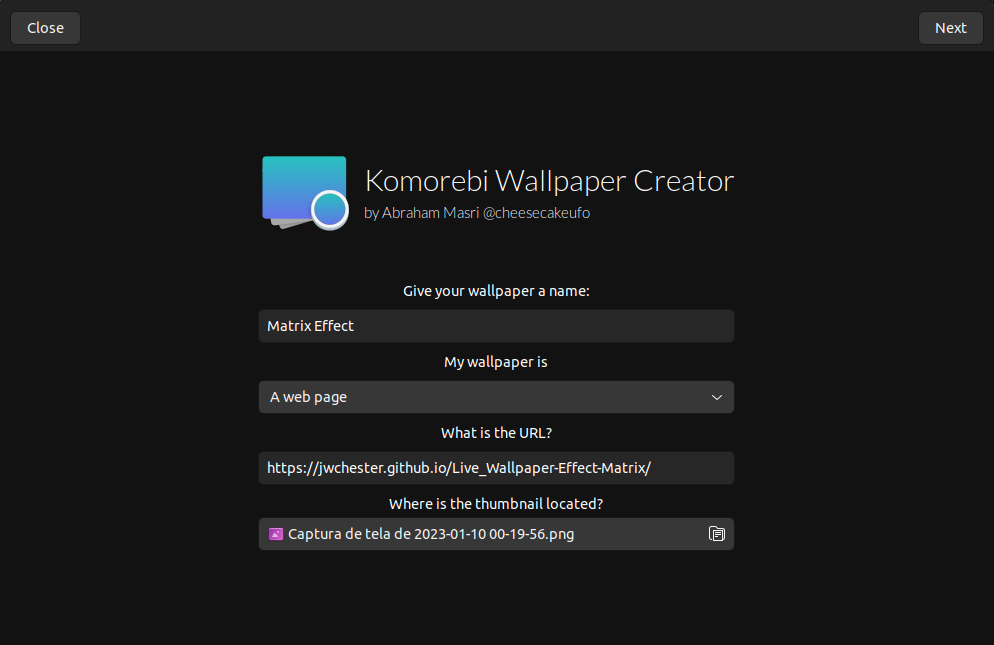 Close
Next
Komorebi Wallpaper Creator
by Abraham Masri @cheesecakeufo
Give your wallpaper a name:
Matrix Effect
My wallpaper is
A web page
What is the URL?
https://jwchester.github.io/Live_Wallpaper-Effect-Matrix/
Where is the thumbnail located?
Captura de tela de 2023-01-10 00-19-56.png